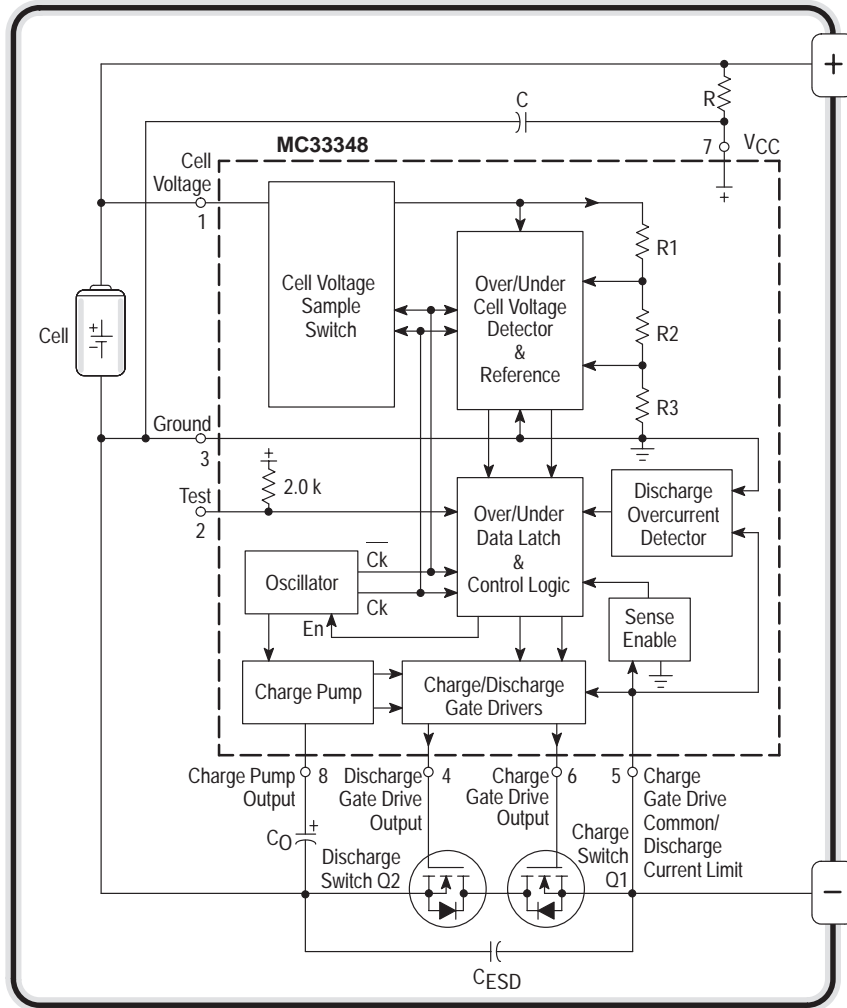 +
R
C
MC33348
7
VCC
Cell
Voltage
1
+
R1
Cell Voltage
Sample
Switch
Over/Under
Cell Voltage
Detector
&
Reference
R2
Cell
+
−
R3
Ground
3
+
2.0 k
Test
2
Over/Under
Data Latch
&
Control Logic
Discharge
Overcurrent
Detector
Ck
Oscillator
Ck
En
Sense
Enable
Charge Pump
Charge/Discharge
Gate Drivers
Charge Pump
Output
8
Discharge
Gate Drive
Output
4
Charge
Gate Drive
Output
6
5
Charge
Gate Drive
Common/
Discharge
Current Limit
CO
+
Discharge
Switch Q2
Charge
Switch
Q1
−
CESD